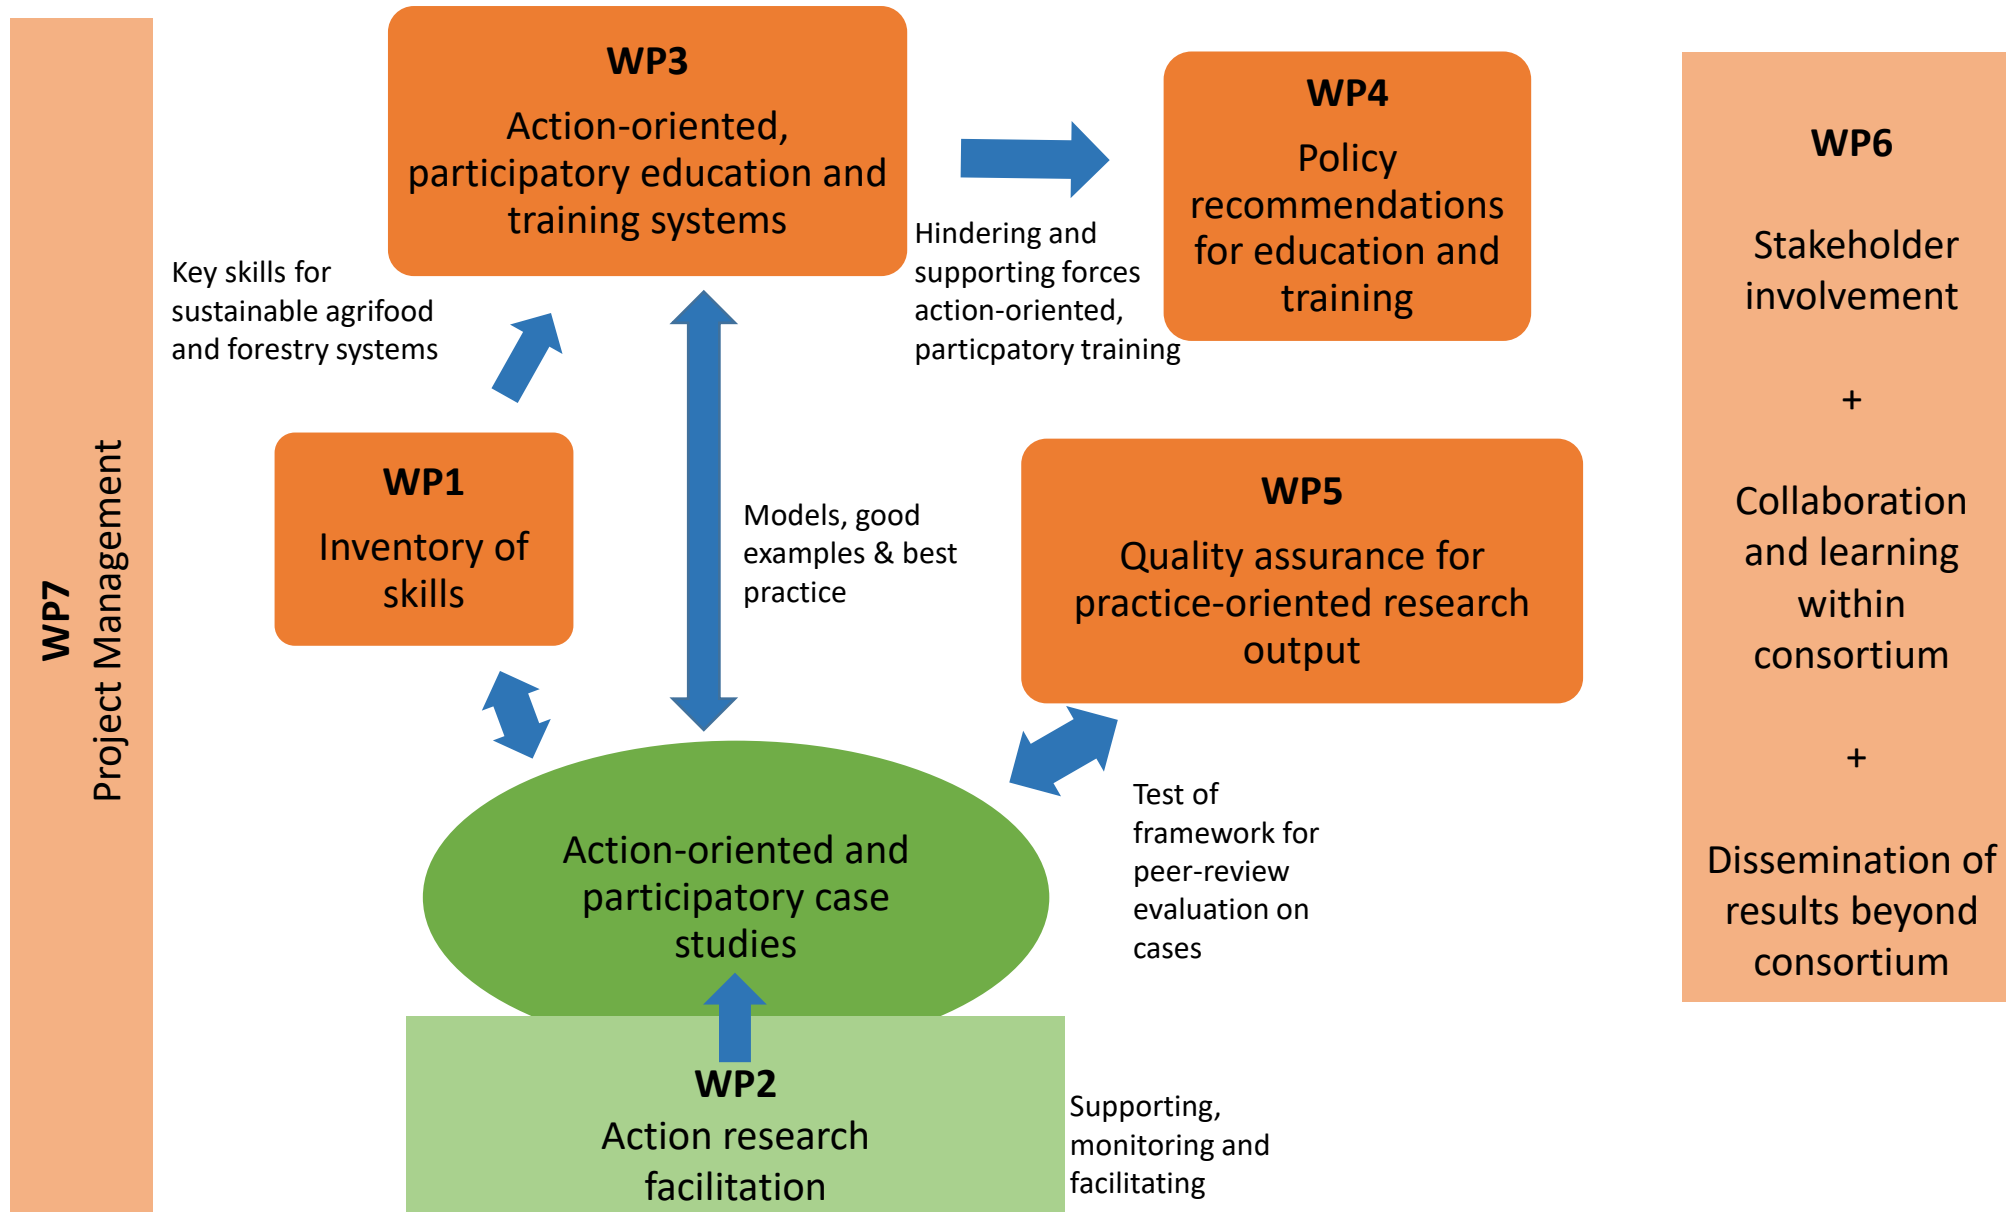 WP7
Project Management
WP3
Action-oriented,
participatory education and
training systems
WP4
Policy
recommendations
for education and
training
WP6
Stakeholder
involvement
+
Collaboration
and learning
within
consortium
+
Dissemination of
results beyond
consortium
Key skills for
sustainable agrifood
and forestry systems
Hindering and
supporting forces
action-oriented,
particpatory training
WP1
Inventory of
skills
Models, good
examples & best
practice
WP5
Quality assurance for
practice-oriented research
output
Action-oriented and
participatory case
studies
Test of
framework for
peer-review
evaluation on
cases
WP2
Action research
facilitation
Supporting,
monitoring and
facilitating